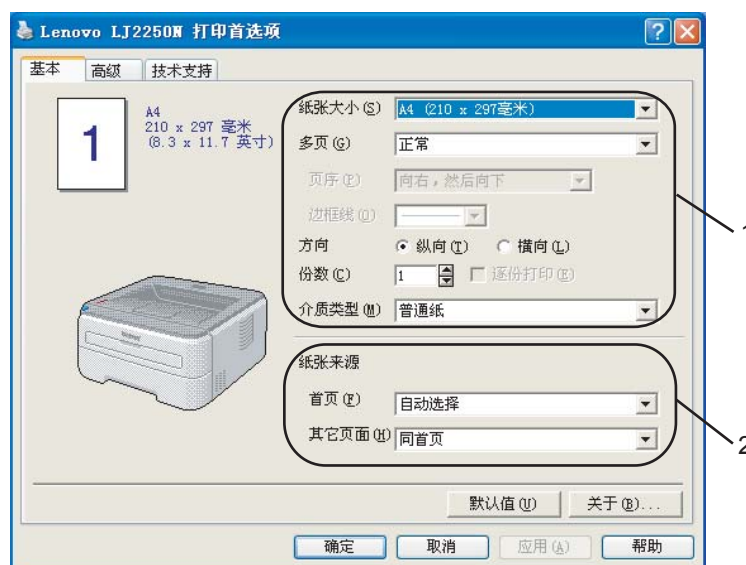 Lenovo LJ2250N 打印首选项
基本 高级 技术支持
1
A4
210 x 297 毫米
(8.3 x 11.7 英寸)
纸张大小(S) A4 (210 x 297毫米)
多页(G) 正常
页序(P) 向右，然后向下
边框线(O)
方向 纵向(T) 横向(L)
份数(C) 1 逐份打印(E)
介质类型(M) 普通纸
1
纸张来源
首页(F) 自动选择
其它页面(H) 同首页
2
默认值(U) 关于(B)...
确定 取消 应用(A) 帮助